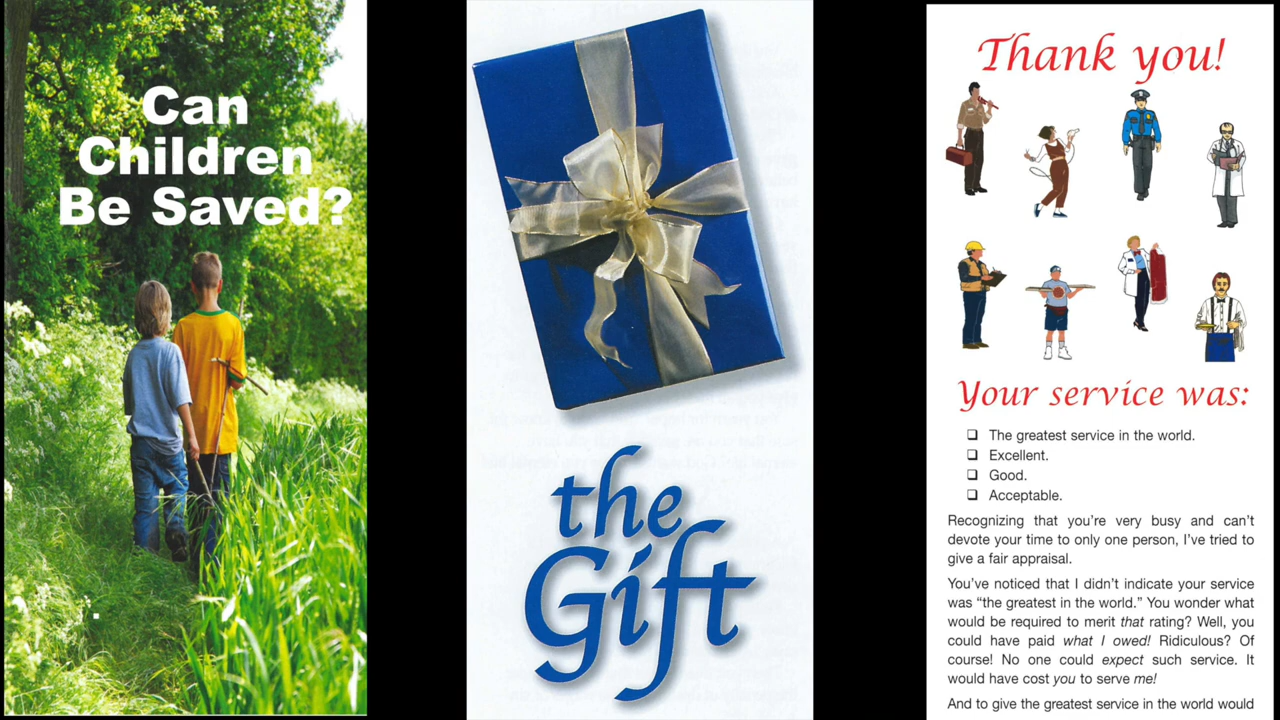 Can
Children
Be Saved?
the
Gift
Thank you!
Your service was:
❑ The greatest service in the world.
❑ Excellent.
❑ Good.
❑ Acceptable.
Recognizing that you're very busy and can't
devote your time to only one person, I've tried to
give a fair appraisal.
You've noticed that I didn't indicate your service
was “the greatest in the world.” You wonder what
would be required to merit that rating? Well, you
could have paid what I owed! Ridiculous? Of
course! No one could expect such service. It
would have cost you to serve me!
And to give the greatest service in the world would